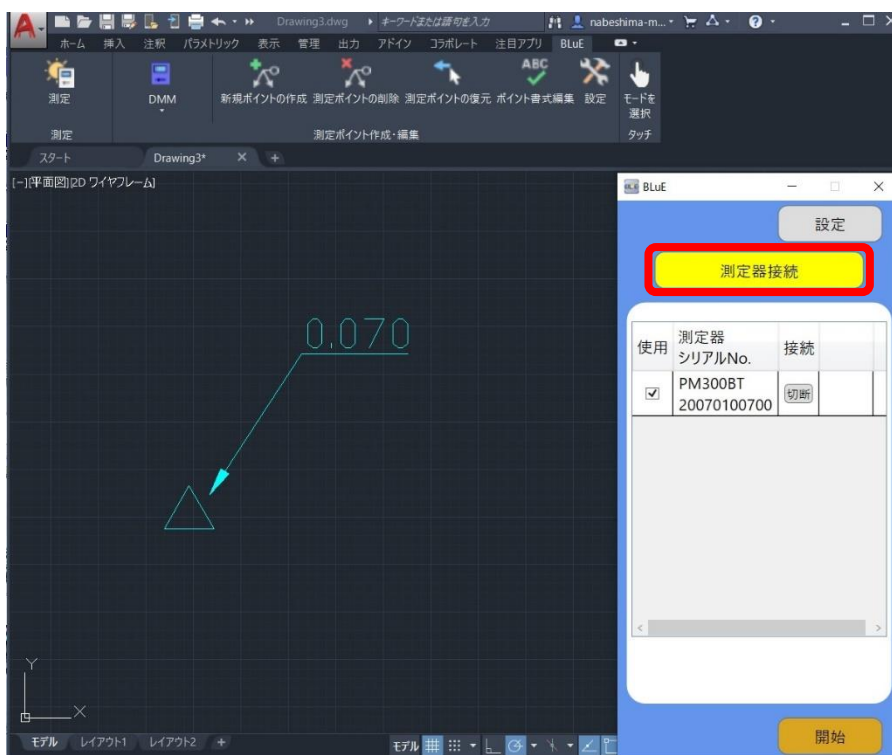 Drawing3.dwg キーワードまたは語句を入力 nabeshima-m...
ホーム 挿入 注釈 パラメトリック 表示 管理 出力 アドイン コラボレート 注目アプリ BLuE
ABC
測定 DMM 新規ポイントの作成 測定ポイントの削除 測定ポイントの復元 ポイント書式編集 設定 モードを
選択
測定 測定ポイント作成・編集 タッチ
スタート Drawing3* × +
[-][平面図][2D ワイヤフレーム]
BLuE
設定
測定器接続
0.070
使用 測定器 接続
シリアルNo.
PM300BT
20070100700
切断
Y
X
開始
モデル レイアウト1 レイアウト2 +
モデル